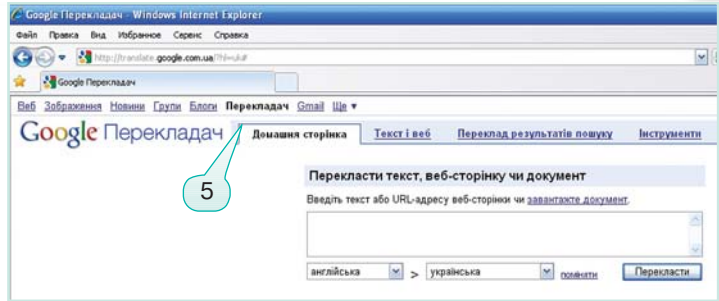 Google Перекладач - Windows Internet Explorer
Файл Правка Вид Избранное Сервис Справка
http://translate.google.com.ua/?hl=uk#
Google Перекладач
Веб Зображення Новини Групи Блоги Перекладач Gmail Ще ▼
Google Перекладач Домашня сторінка Текст і веб Переклад результатів пошуку Інструменти
5
Перекласти текст, веб-сторінку чи документ
Введіть текст або URL-адресу веб-сторінки чи завантажте документ.
англійська > українська поміняти Перекласти